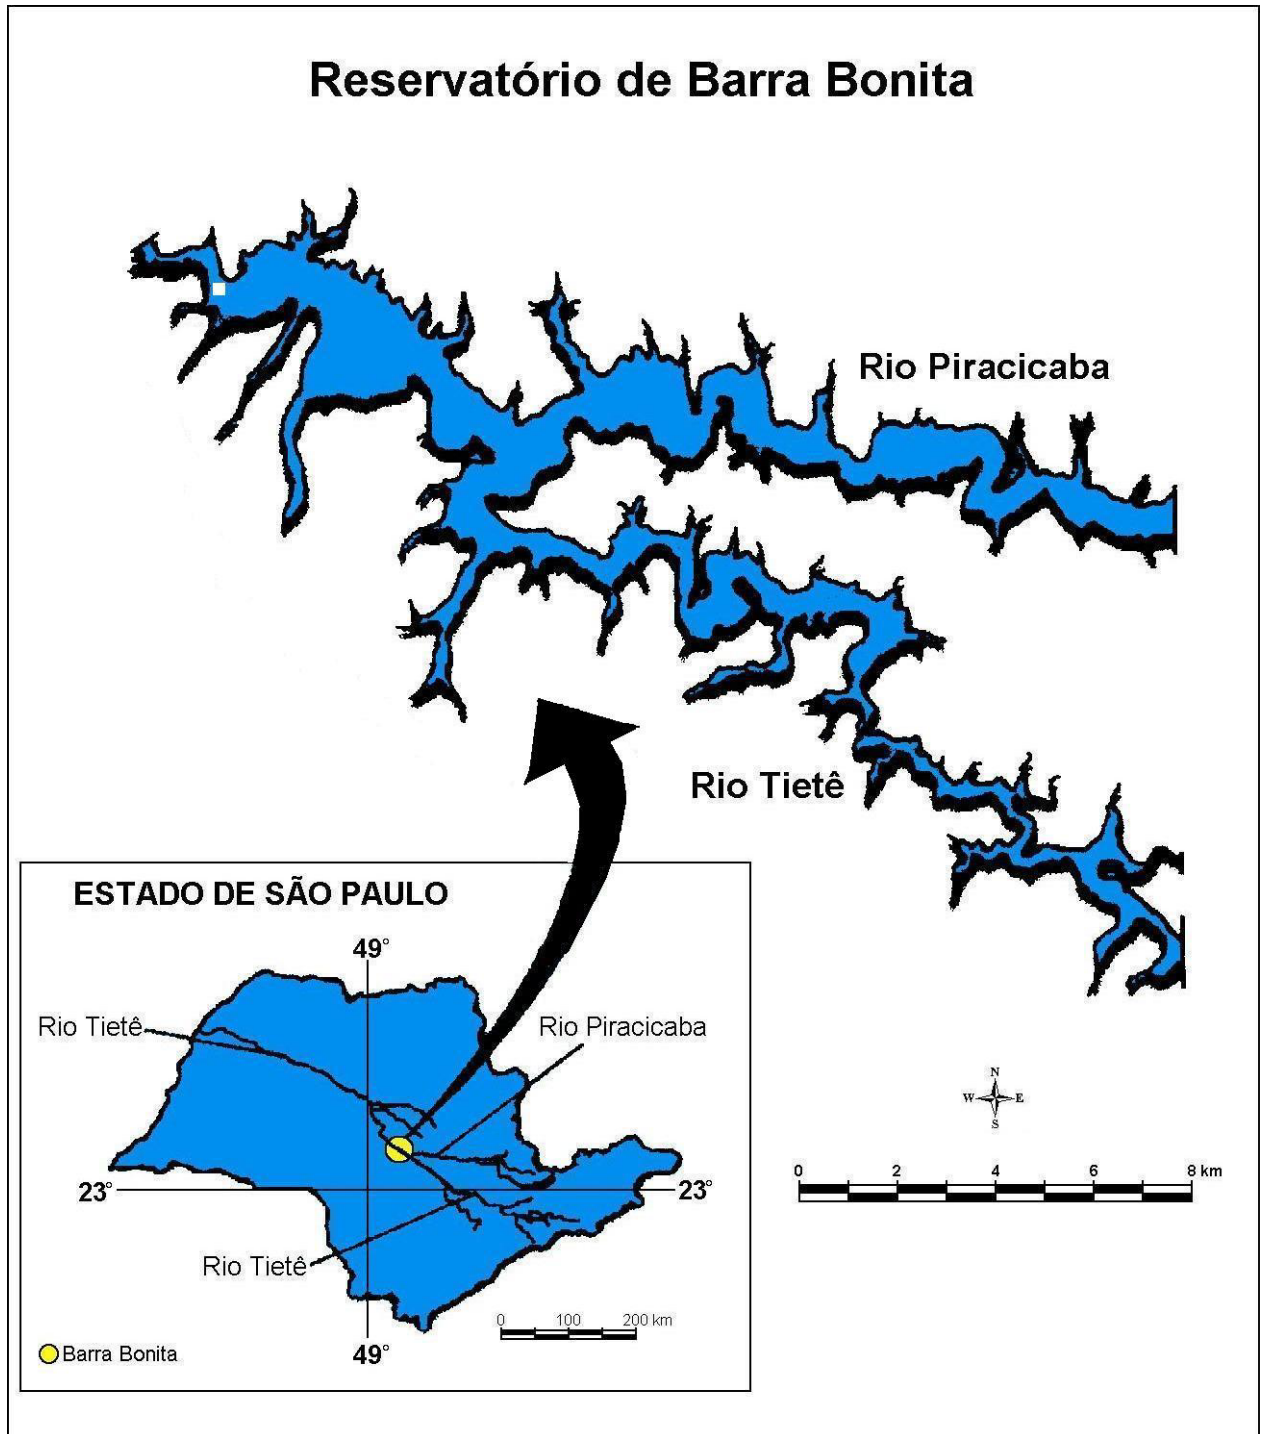 Reservatório de Barra Bonita
Rio Piracicaba
Rio Tietê
ESTADO DE SÃO PAULO
49°
Rio Tietê
Rio Piracicaba
23°
23°
Rio Tietê
0 100 200 km
Barra Bonita
49°
N
W E
S
0 2 4 6 8 km